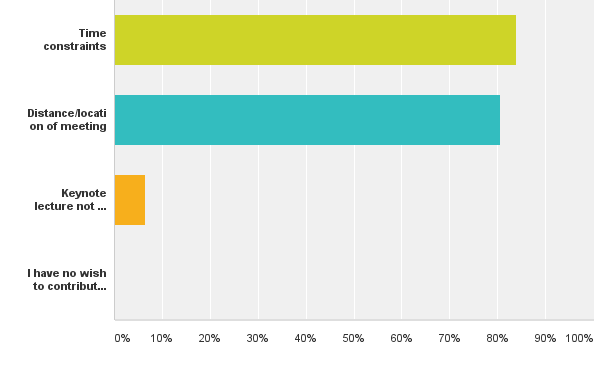 Time
constraints
Distance/locati
on of meeting
Keynote
lecture not ...
I have no wish
to contribut...
0% 10% 20% 30% 40% 50% 60% 70% 80% 90% 100%